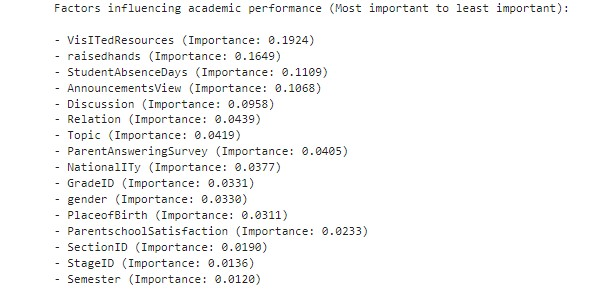 Factors influencing academic performance (Most important to least important):
- VisITedResources (Importance: 0.1924)
- raisedhands (Importance: 0.1649)
- StudentAbsenceDays (Importance: 0.1109)
- AnnouncementsView (Importance: 0.1068)
- Discussion (Importance: 0.0958)
- Relation (Importance: 0.0439)
- Topic (Importance: 0.0419)
- ParentAnsweringSurvey (Importance: 0.0405)
- NationalITy (Importance: 0.0377)
- GradeID (Importance: 0.0331)
- gender (Importance: 0.0330)
- PlaceofBirth (Importance: 0.0311)
- ParentschoolSatisfaction (Importance: 0.0233)
- SectionID (Importance: 0.0190)
- StageID (Importance: 0.0136)
- Semester (Importance: 0.0120)